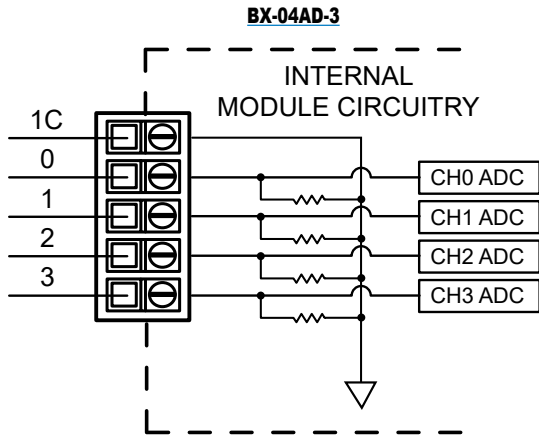 BX-04AD-3
INTERNAL
MODULE CIRCUITRY
1C
0
CH0 ADC
1
CH1 ADC
2
CH2 ADC
3
CH3 ADC